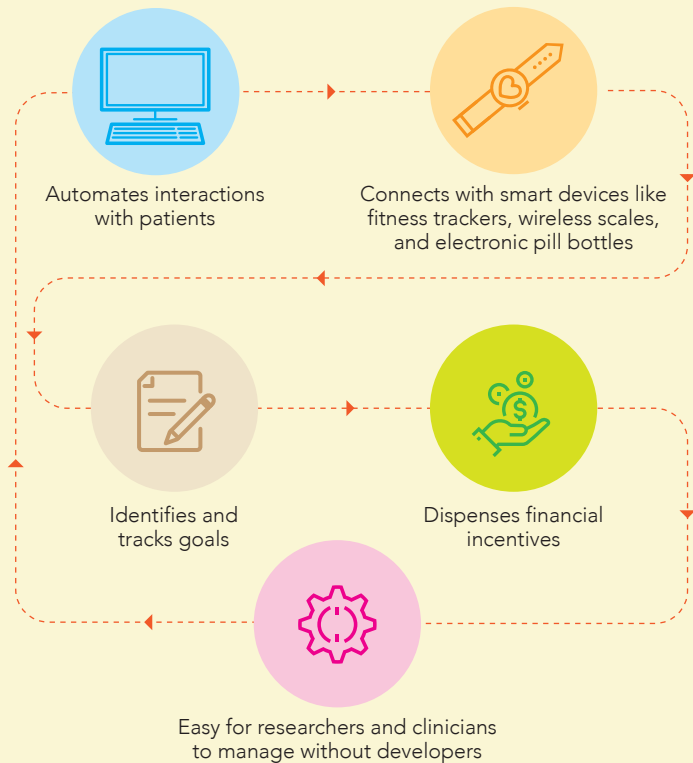 Automates interactions
with patients
Connects with smart devices like
fitness trackers, wireless scales,
and electronic pill bottles
Identifies and
tracks goals
$
Dispenses financial
incentives
Easy for researchers and clinicians
to manage without developers